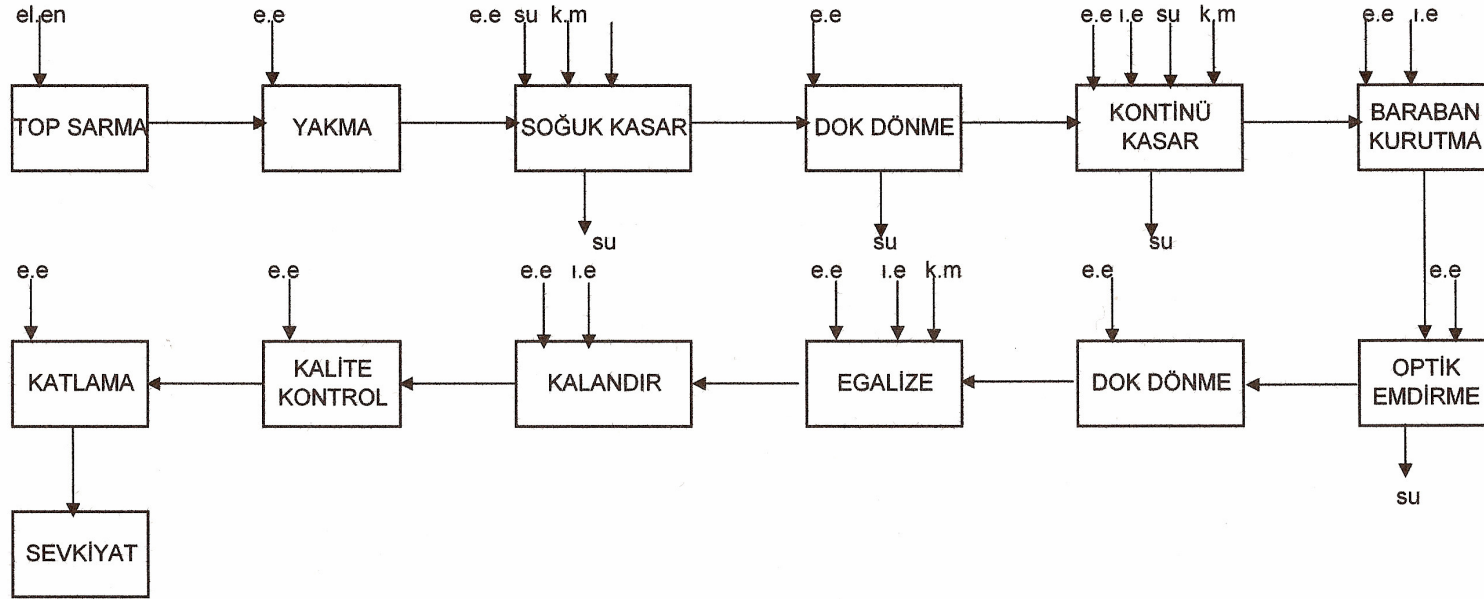 el.en e.e e.e su k.m e.e e.e ı.e su k.m e.e ı.e
TOP SARMA YAKMA SOĞUK KASAR DOK DÖNME KONTİNÜ KASAR BARABAN KURUTMA
su su su
e.e e.e e.e ı.e e.e ı.e k.m e.e e.e
KATLAMA KALİTE KONTROL KALANDIR EGALİZE DOK DÖNME OPTİK EMDİRME
su
SEVKİYAT